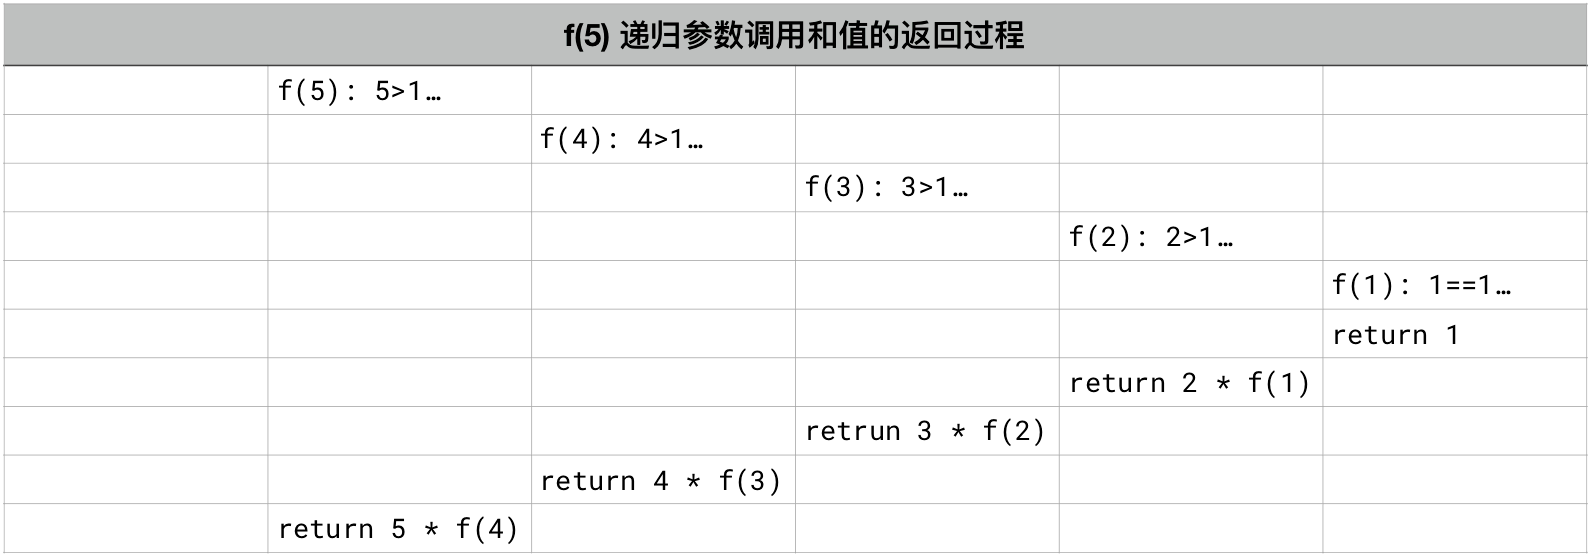 f(5) 递归参数调用和值的返回过程
f(5): 5>1…
f(4): 4>1…
f(3): 3>1…
f(2): 2>1…
f(1): 1==1…
return 1
return 2 * f(1)
retrun 3 * f(2)
return 4 * f(3)
return 5 * f(4)